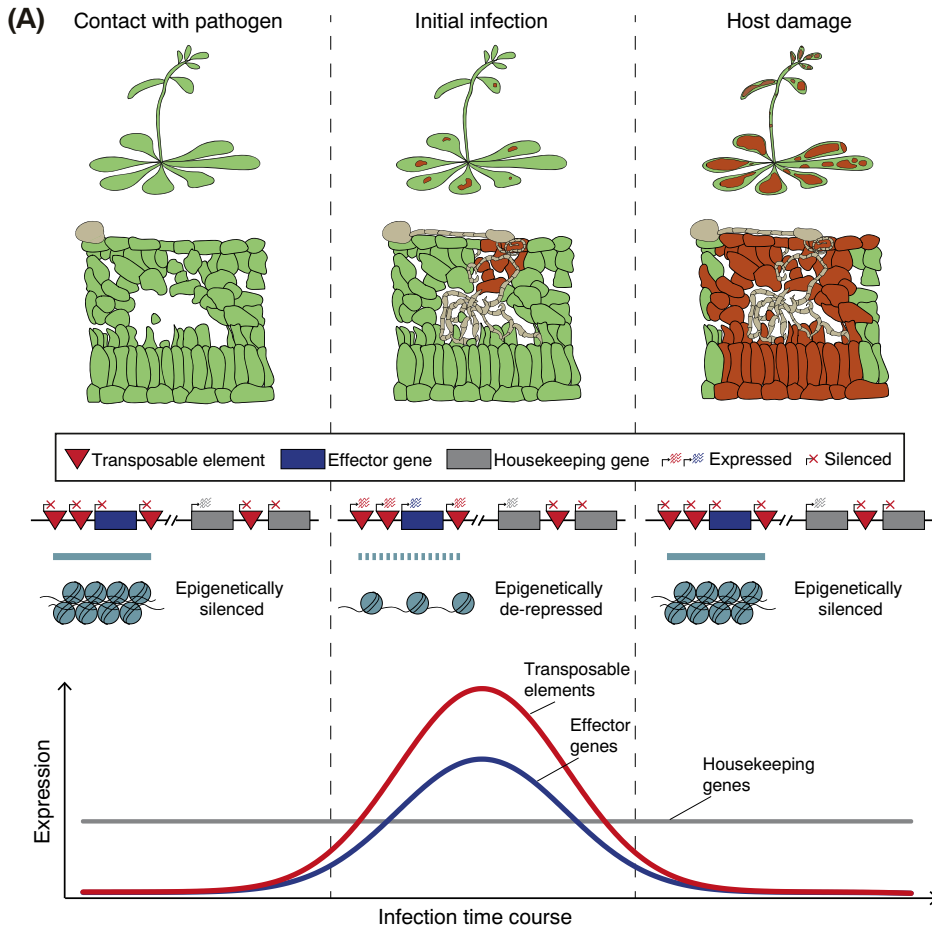 (A)
Contact with pathogen
Initial infection
Host damage
Transposable element
Effector gene
Housekeeping gene
Expressed
Silenced
Epigenetically
silenced
Epigenetically
de-repressed
Epigenetically
silenced
Transposable
elements
Effector
genes
Housekeeping
genes
Expression
Infection time course